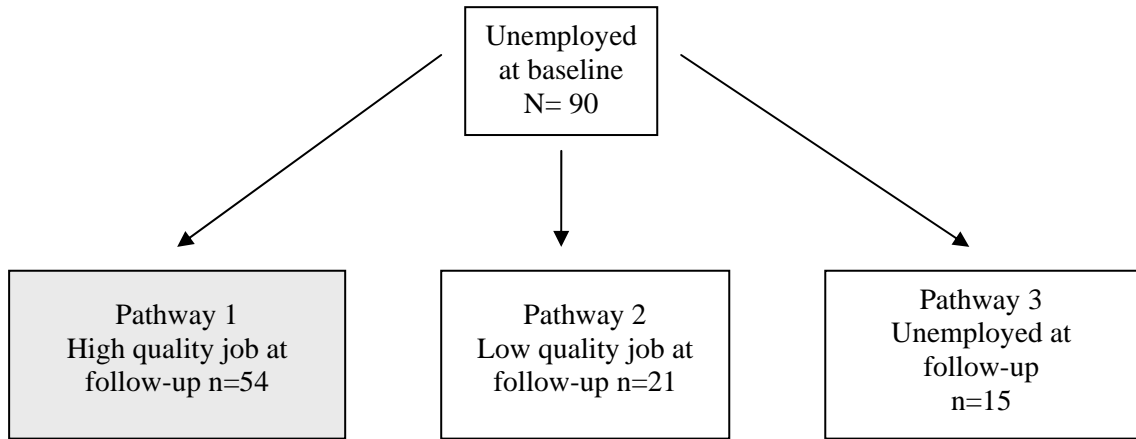 Unemployed
at baseline
N= 90
Pathway 1
High quality job at
follow-up n=54
Pathway 2
Low quality job at
follow-up n=21
Pathway 3
Unemployed at
follow-up
n=15